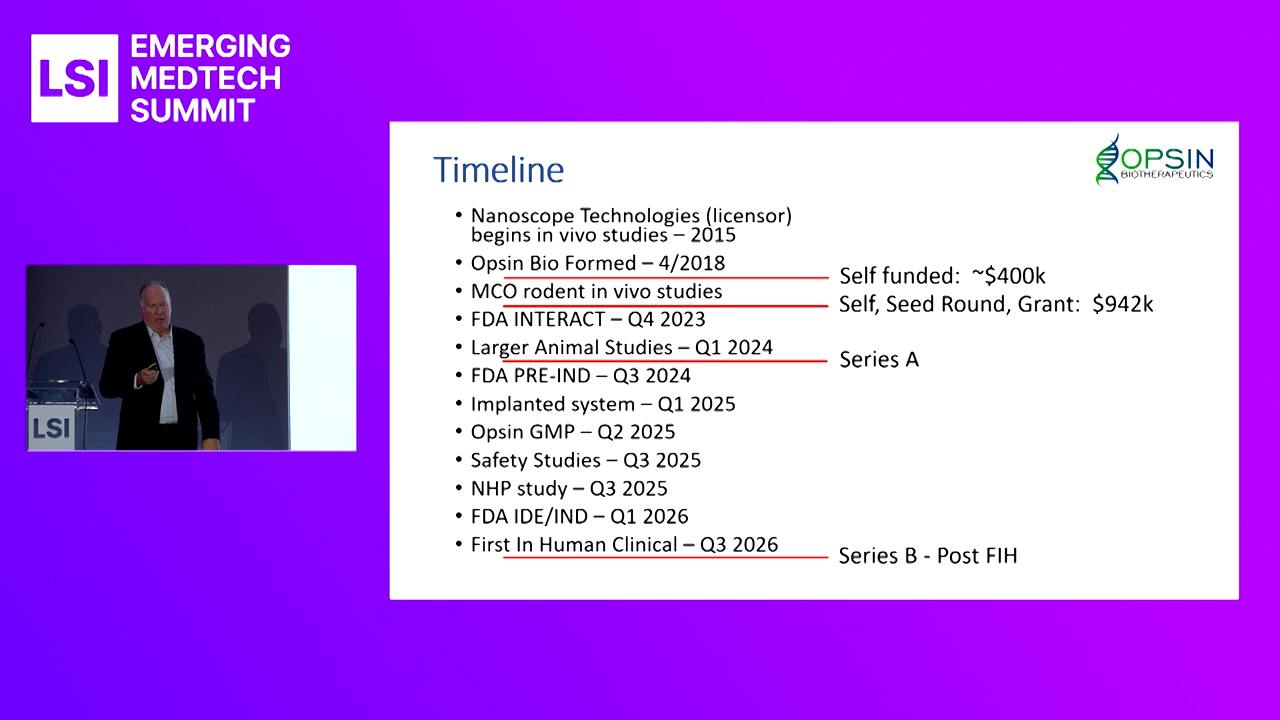 LSI
EMERGING
MEDTECH
SUMMIT
OPSIN
BIOTHERAPEUTICS
Timeline
• Nanoscope Technologies (licensor)
begins in vivo studies – 2015
• Opsin Bio Formed – 4/2018
Self funded: ~$400k
• MCO rodent in vivo studies
Self, Seed Round, Grant: $942k
• FDA INTERACT – Q4 2023
• Larger Animal Studies – Q1 2024
Series A
• FDA PRE-IND – Q3 2024
• Implanted system – Q1 2025
• Opsin GMP – Q2 2025
• Safety Studies – Q3 2025
• NHP study – Q3 2025
• FDA IDE/IND – Q1 2026
• First In Human Clinical – Q3 2026
Series B - Post FIH
LSI